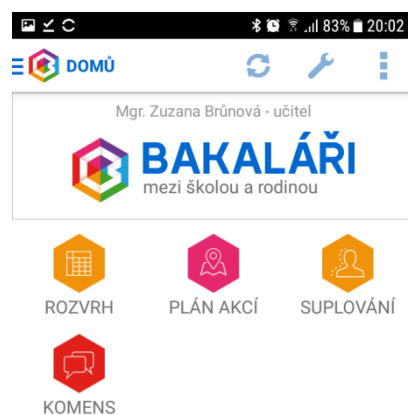 83% 20:02
DOMŮ
Mgr. Zuzana Brůnová - učitel
BAKALÁŘI
mezi školou a rodinou
ROZVRH PLÁN AKCÍ SUPLOVÁNÍ
KOMENS